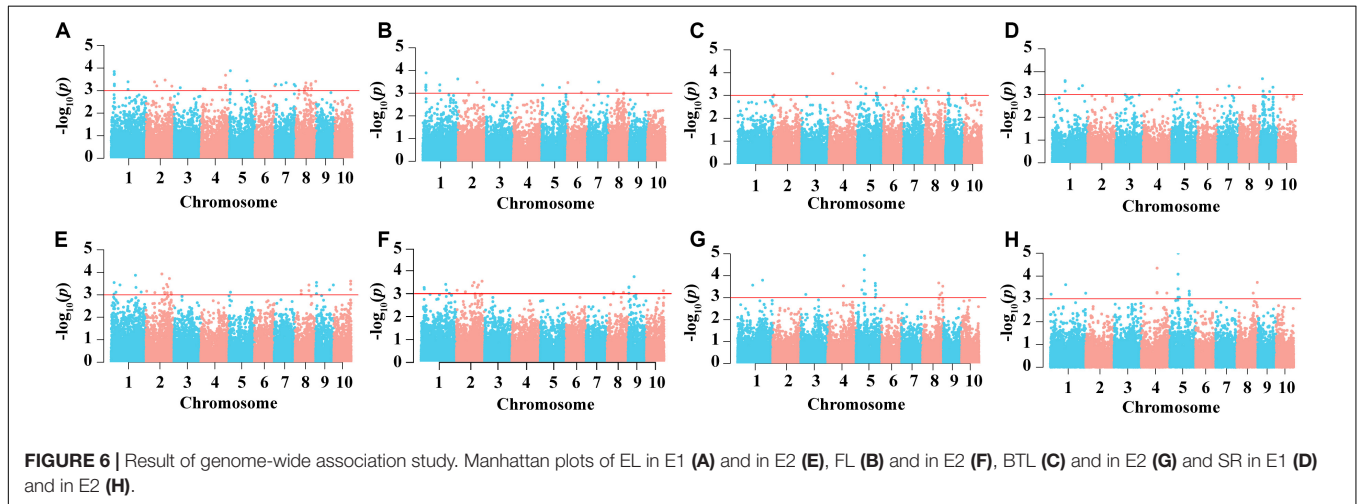 A
B
C
D
5
4
3
2
1
0
-log10(p)
1 2 3 4 5 6 7 8 9 10
Chromosome
5
4
3
2
1
0
-log10(p)
1 2 3 4 5 6 7 8 9 10
Chromosome
5
4
3
2
1
0
-log10(p)
1 2 3 4 5 6 7 8 9 10
Chromosome
5
4
3
2
1
0
-log10(p)
1 2 3 4 5 6 7 8 9 10
Chromosome
E
F
G
H
5
4
3
2
1
0
-log10(p)
1 2 3 4 5 6 7 8 9 10
Chromosome
5
4
3
2
1
0
-log10(p)
1 2 3 4 5 6 7 8 9 10
Chromosome
5
4
3
2
1
0
-log10(p)
1 2 3 4 5 6 7 8 9 10
Chromosome
5
4
3
2
1
0
-log10(p)
1 2 3 4 5 6 7 8 9 10
Chromosome
FIGURE 6 | Result of genome-wide association study. Manhattan plots of EL in E1 (A) and in E2 (E), FL (B) and in E2 (F), BTL (C) and in E2 (G) and SR in E1 (D)
and in E2 (H).